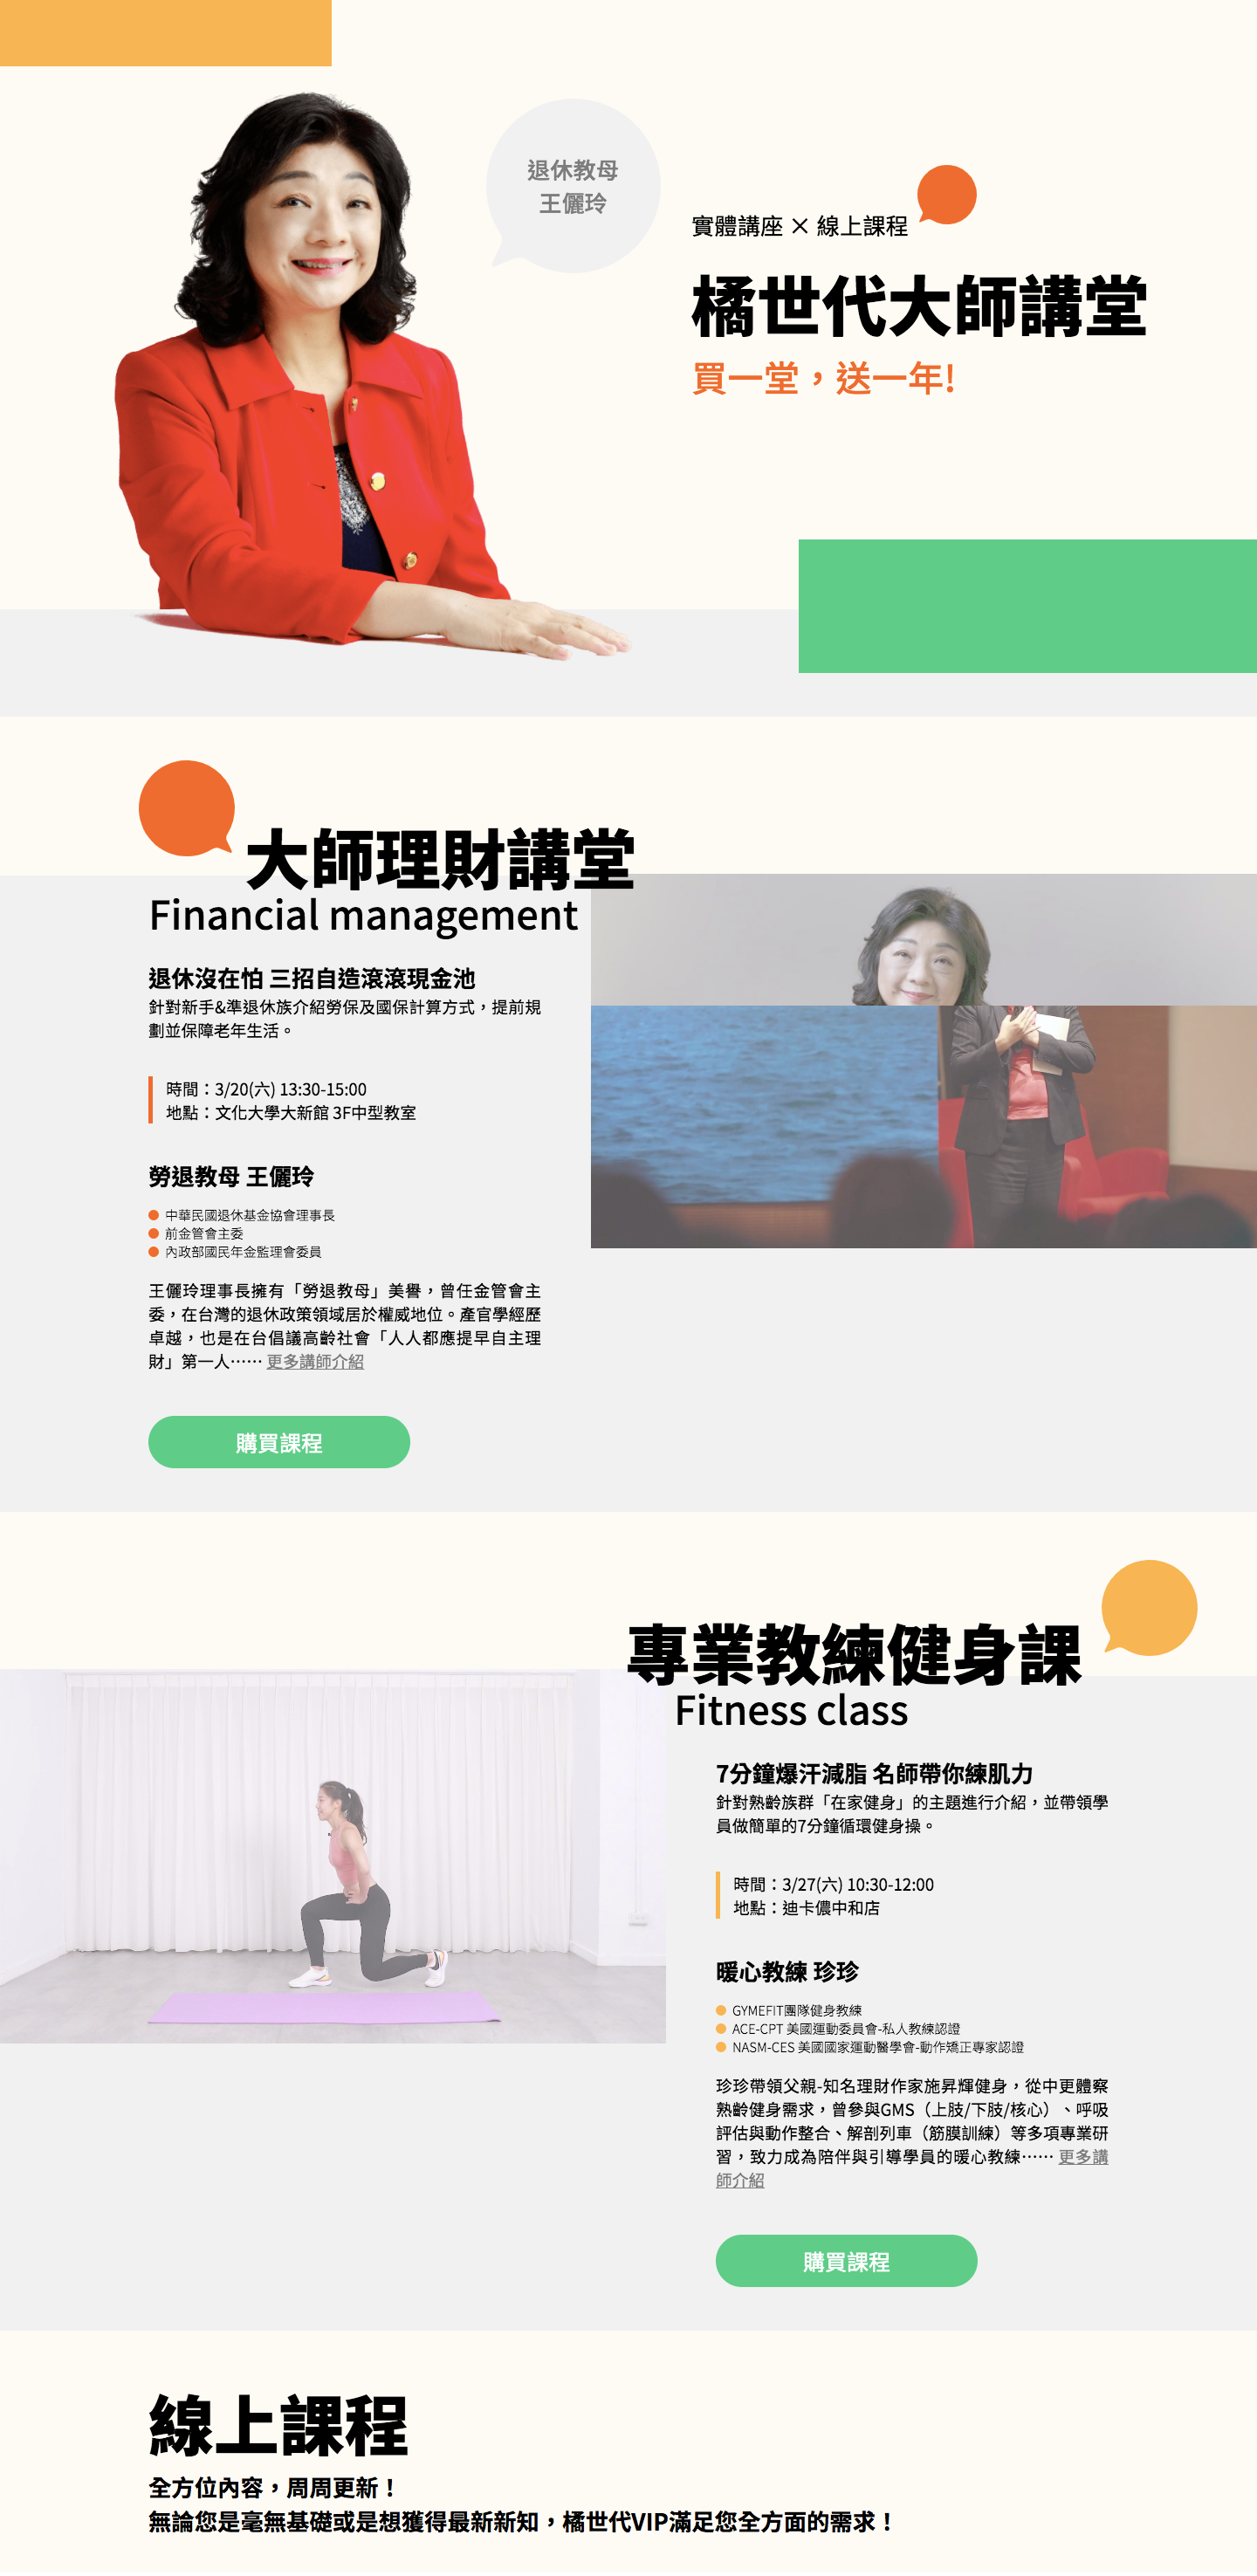 退休教母
王儷玲
實體講座 × 線上課程
橘世代大師講堂
買一堂，送一年!
大師理財講堂
Financial management
退休沒在怕 三招自造滾滾現金池
針對新手&準退休族介紹勞保及國保計算方式，提前規
劃並保障老年生活。
時間：3/20(六) 13:30-15:00
地點：文化大學大新館 3F中型教室
勞退教母 王儷玲
中華民國退休基金協會理事長
前金管會主委
內政部國民年金監理會委員
王儷玲理事長擁有「勞退教母」美譽，曾任金管會主
委，在台灣的退休政策領域居於權威地位。產官學經歷
卓越，也是在台倡議高齡社會「人人都應提早自主理
財」第一人⋯⋯ 更多講師介紹
購買課程
專業教練健身課
Fitness class
7分鐘爆汗減脂 名師帶你練肌力
針對熟齡族群「在家健身」的主題進行介紹，並帶領學
員做簡單的7分鐘循環健身操。
時間：3/27(六) 10:30-12:00
地點：迪卡儂中和店
暖心教練 珍珍
GYMEFIT團隊健身教練
ACE-CPT 美國運動委員會-私人教練認證
NASM-CES 美國國家運動醫學會-動作矯正專家認證
珍珍帶領父親-知名理財作家施昇輝健身，從中更體察
熟齡健身需求，曾參與GMS（上肢/下肢/核心）、呼吸
評估與動作整合、解剖列車（筋膜訓練）等多項專業研
習，致力成為陪伴與引導學員的暖心教練⋯⋯ 更多講
師介紹
購買課程
線上課程
全方位內容，周周更新！
無論您是毫無基礎或是想獲得最新新知，橘世代VIP滿足您全方面的需求！